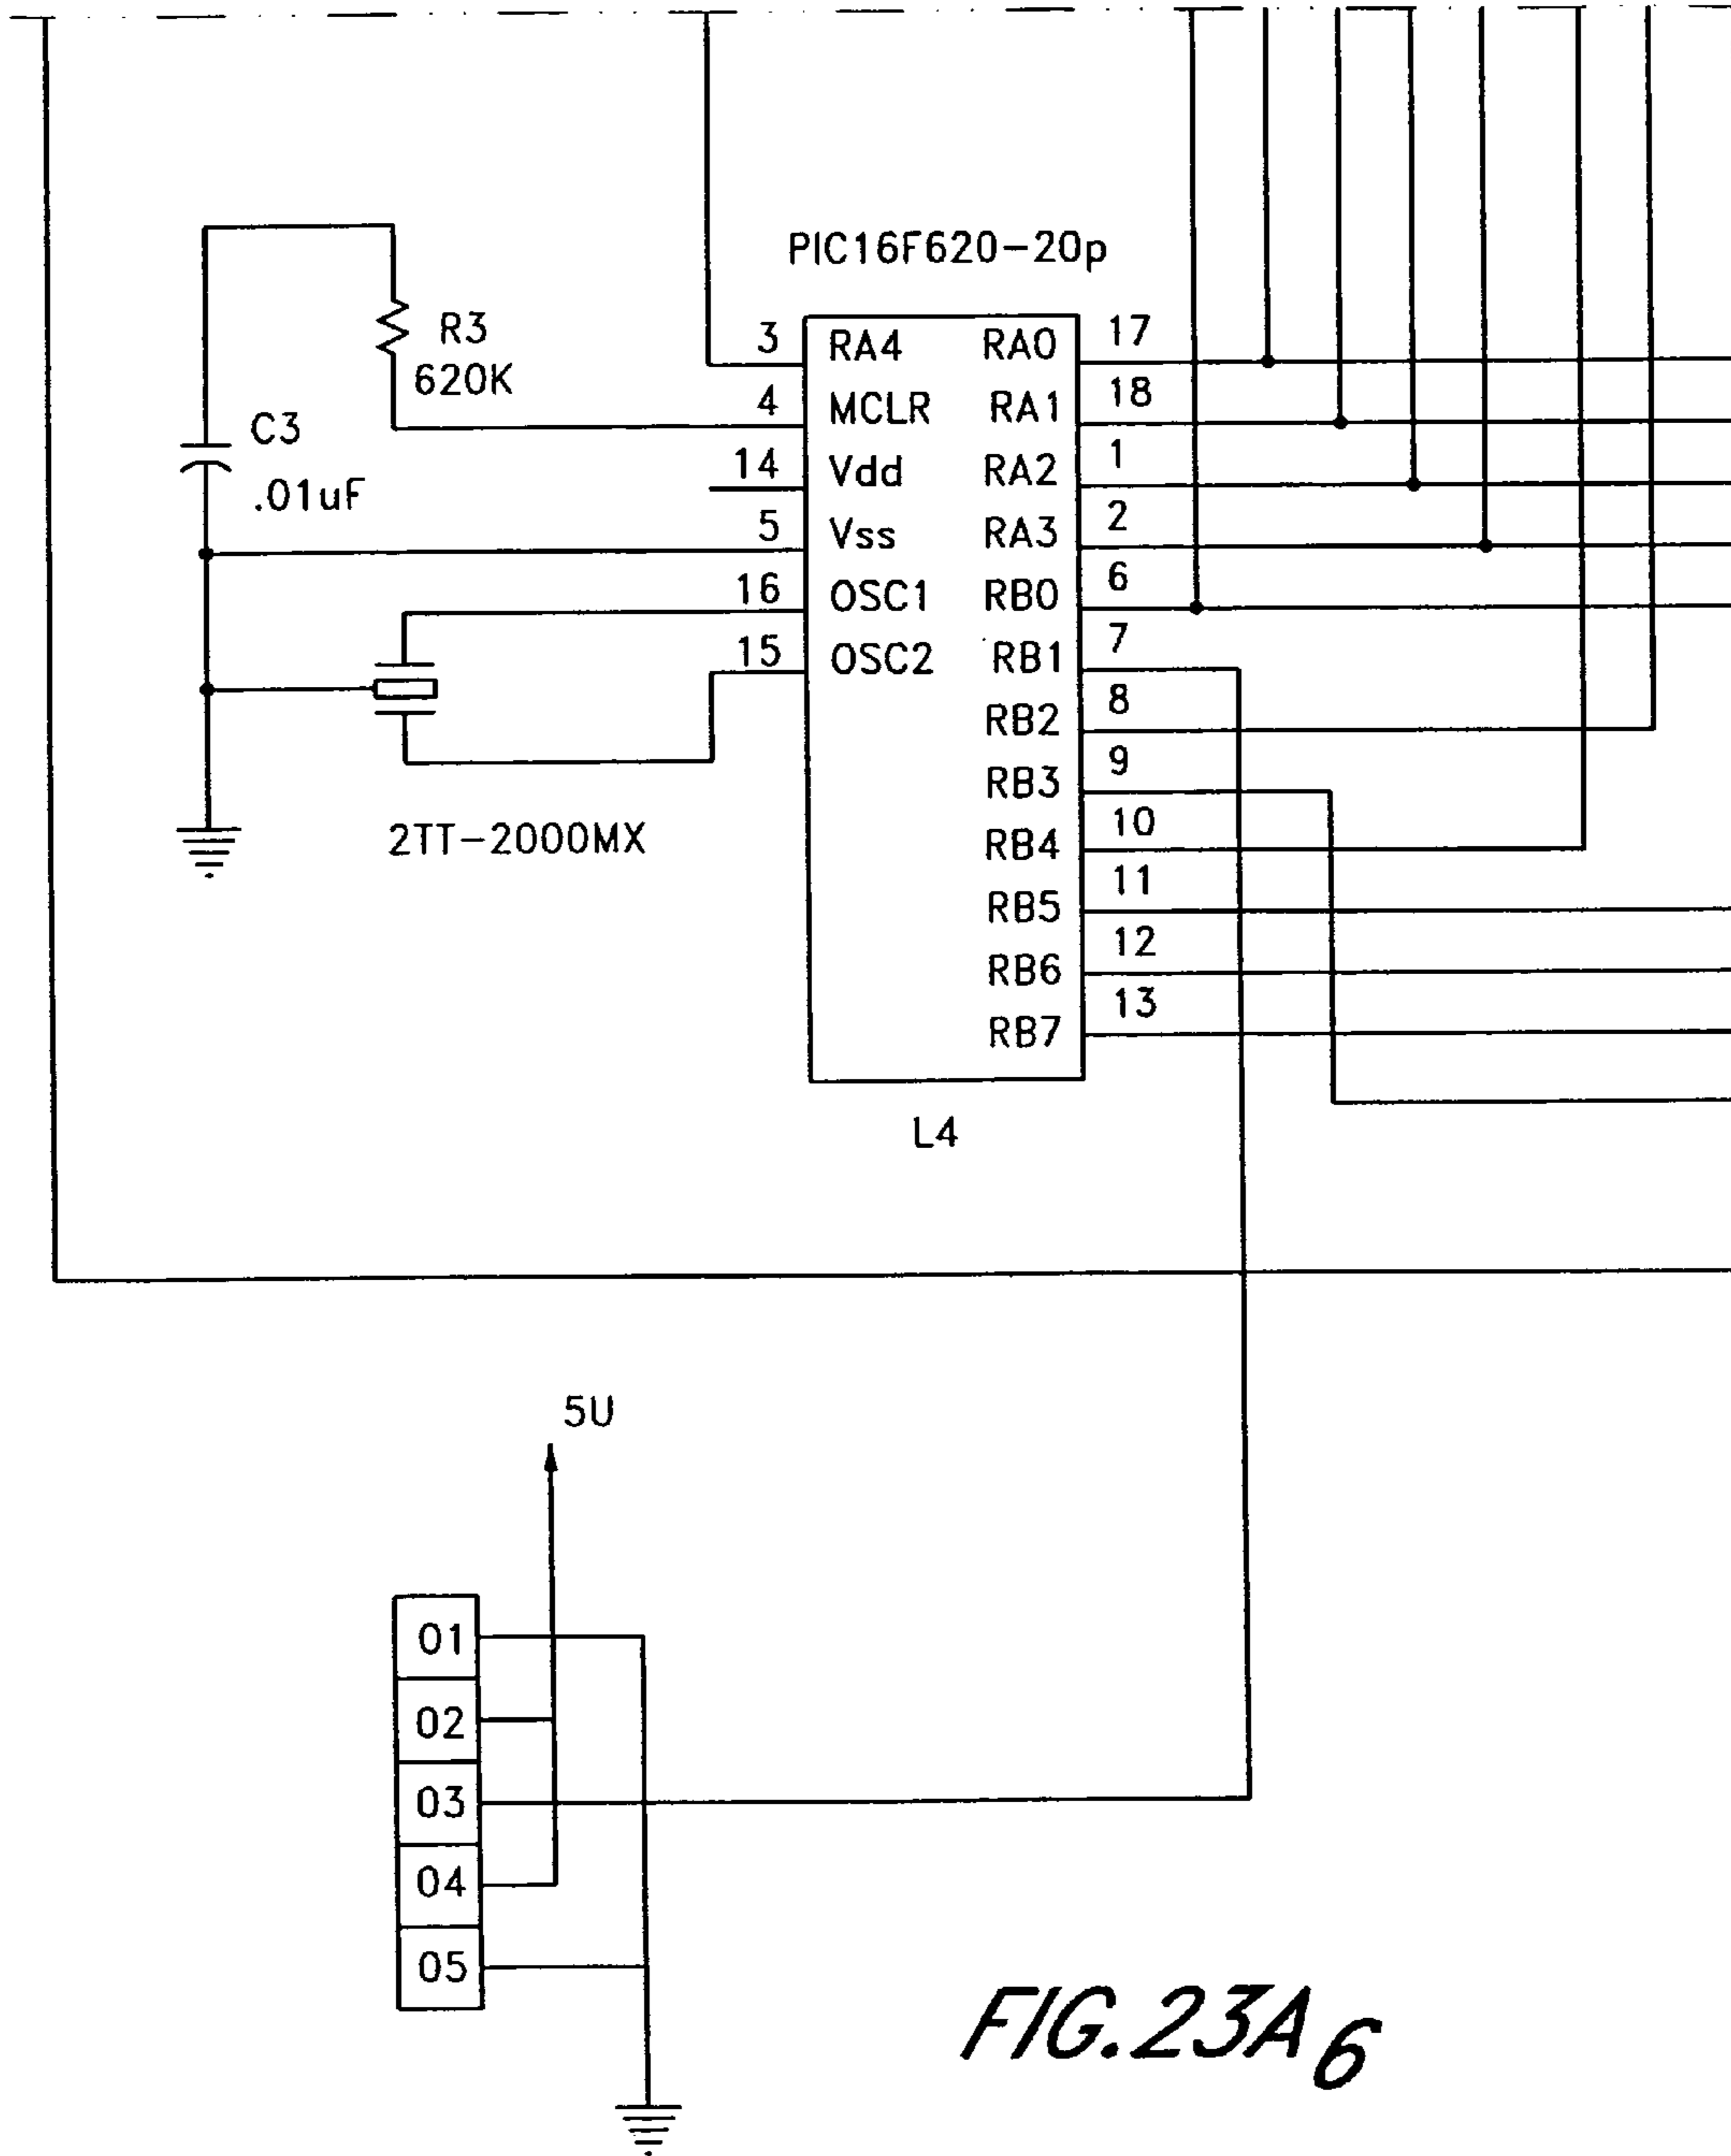 PIC16F620-20p
R3
620K
C3
.01uF
3 RA4 RA0 17
4 MCLR RA1 18
14 Vdd RA2 1
5 Vss RA3 2
16 OSC1 RB0 6
15 OSC2 RB1 7
RB2 8
RB3 9
RB4 10
RB5 11
RB6 12
RB7 13
2TT-2000MX
L4
5U
01
02
03
04
05
FIG.23A6